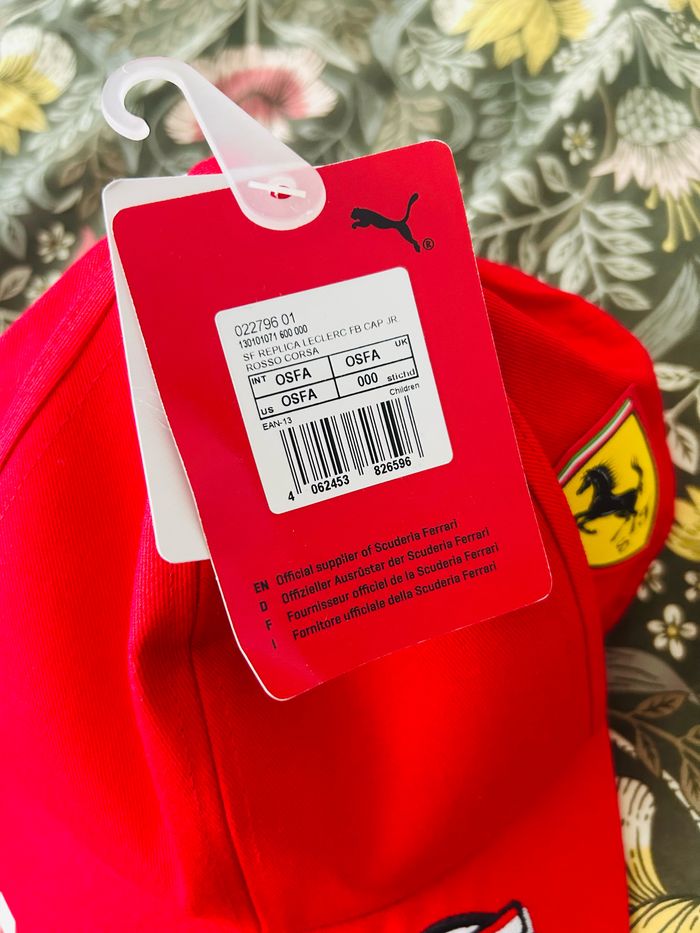 022796 01
130101071 600 000
SF REPLICA LECLERC FB CAP JR.
ROSSO CORSA
INT OSFA OSFA UK
US OSFA 000 stichd
EAN-13 Children
4 062453 826596
EN Official supplier of Scuderia Ferrari
D Offizieller Ausrüster der Scuderia Ferrari
F Fournisseur officiel de la Scuderia Ferrari
I Fornitore ufficiale della Scuderia Ferrari